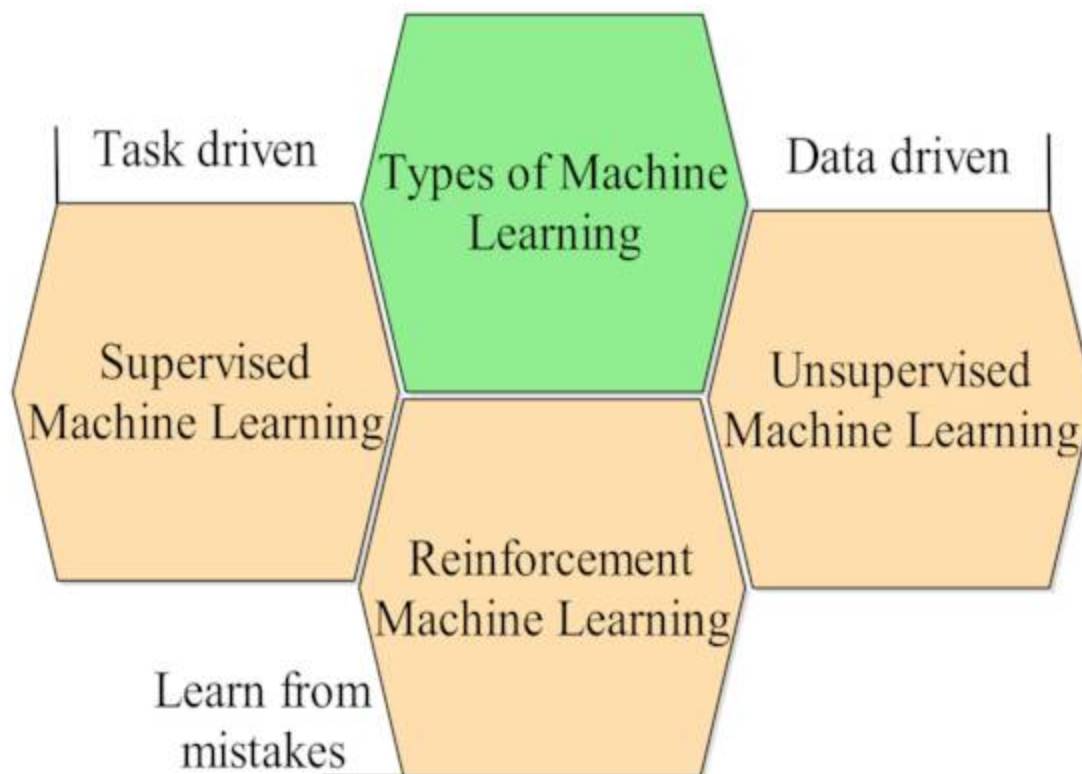 Types of Machine
Learning
Task driven
Supervised
Machine Learning
Data driven
Unsupervised
Machine Learning
Reinforcement
Machine Learning
Learn from
mistakes